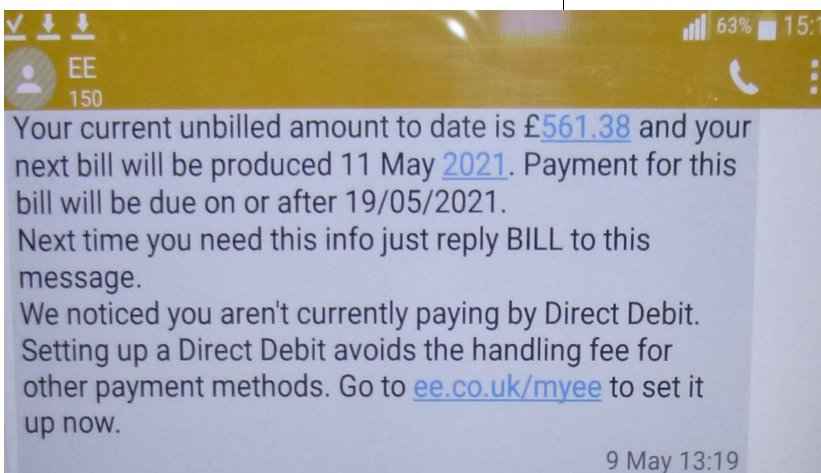 63% 15:1
EE
150
Your current unbilled amount to date is £561.38 and your
next bill will be produced 11 May 2021. Payment for this
bill will be due on or after 19/05/2021.
Next time you need this info just reply BILL to this
message.
We noticed you aren't currently paying by Direct Debit.
Setting up a Direct Debit avoids the handling fee for
other payment methods. Go to ee.co.uk/myee to set it
up now.
9 May 13:19